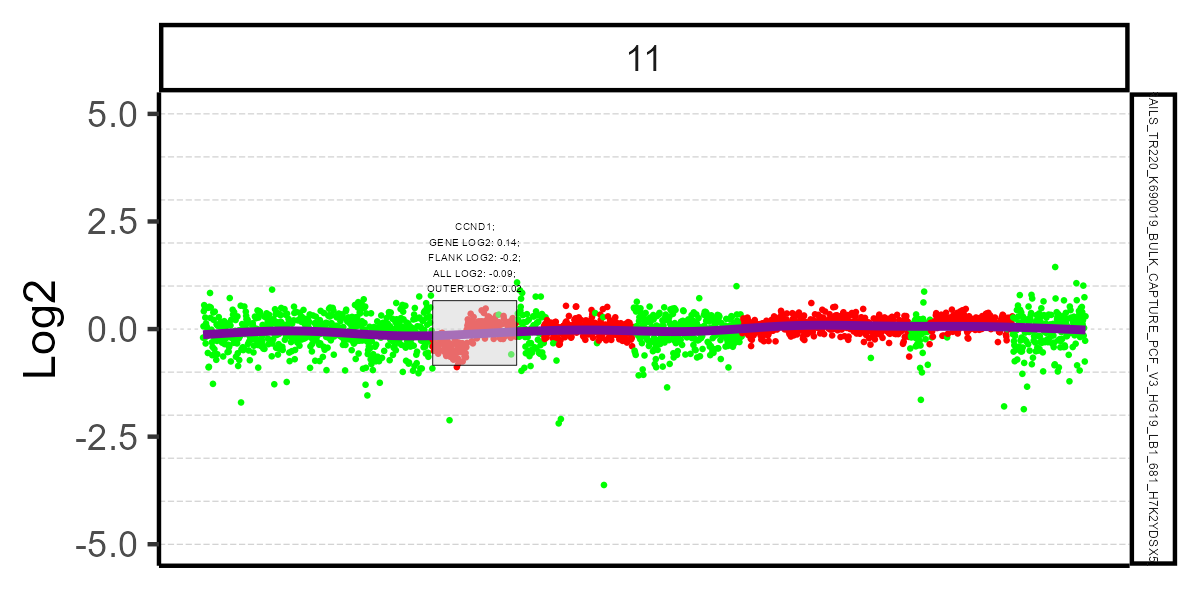 11
5.0
2.5
0.0
-2.5
-5.0
Log2
CCND1;
GENE LOG2: 0.14;
FLANK LOG2: -0.2;
ALL LOG2: -0.09;
OUTER LOG2: 0.02
AILS_TR220_K690019_BULK_CAPTURE_PCF_V3_HG19_LB1_681_H7K2YDSX5